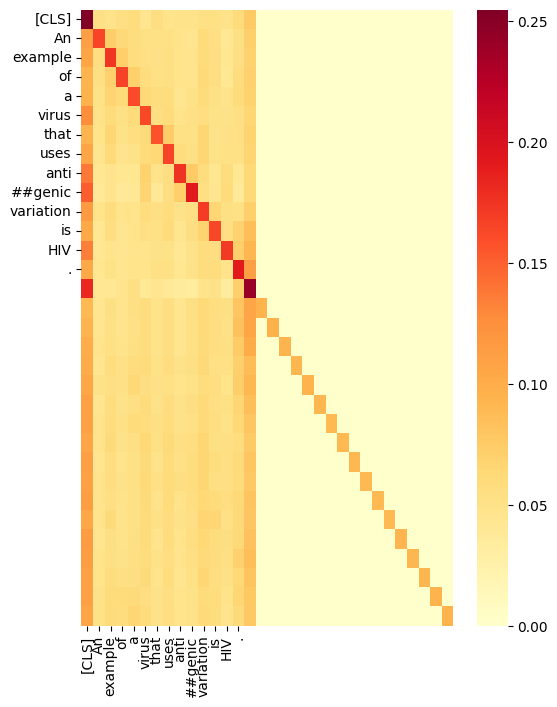 [CLS]
An
example
of
a
virus
that
uses
anti
##genic
variation
is
HIV
.
0.25
0.20
0.15
0.10
0.05
0.00
[CLS]
An
example
of
a
virus
that
uses
anti
##genic
variation
is
HIV
.